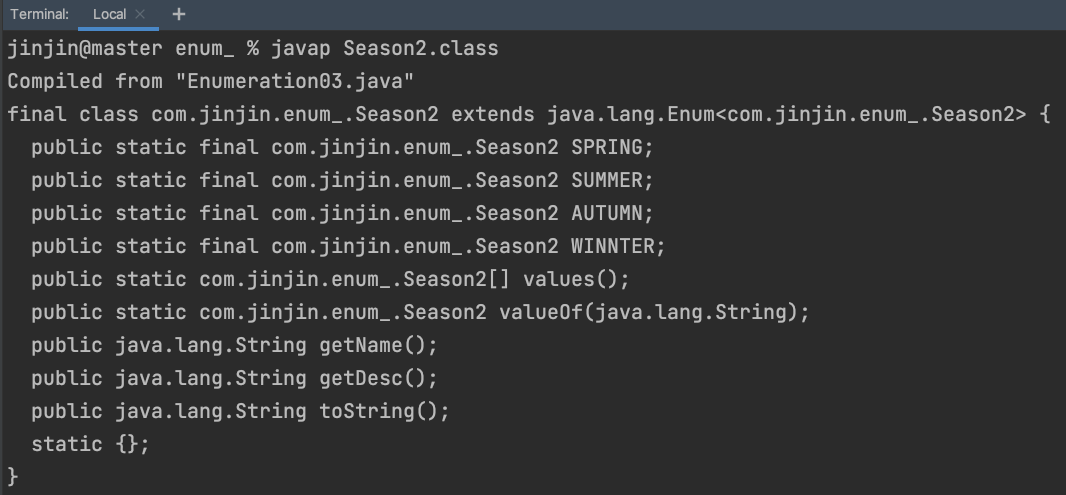 Terminal: Local × +
jinjin@master enum_ % javap Season2.class
Compiled from "Enumeration03.java"
final class com.jinjin.enum_.Season2 extends java.lang.Enum<com.jinjin.enum_.Season2> {
  public static final com.jinjin.enum_.Season2 SPRING;
  public static final com.jinjin.enum_.Season2 SUMMER;
  public static final com.jinjin.enum_.Season2 AUTUMN;
  public static final com.jinjin.enum_.Season2 WINNTER;
  public static com.jinjin.enum_.Season2[] values();
  public static com.jinjin.enum_.Season2 valueOf(java.lang.String);
  public java.lang.String getName();
  public java.lang.String getDesc();
  public java.lang.String toString();
  static {};
}